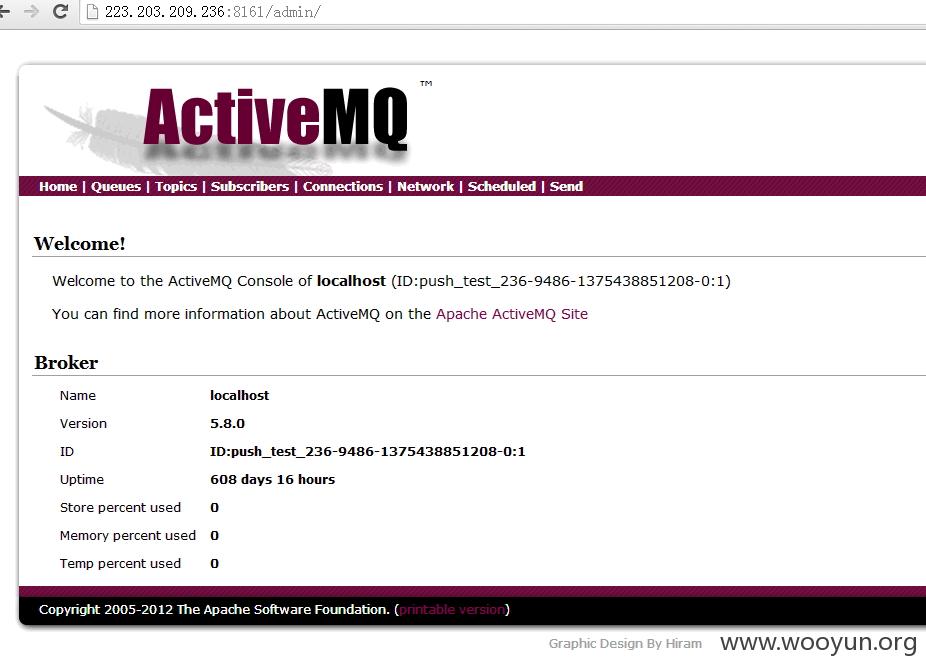 223.203.209.236:8161/admin/
ActiveMQ™
Home | Queues | Topics | Subscribers | Connections | Network | Scheduled | Send
Welcome!
Welcome to the ActiveMQ Console of localhost (ID:push_test_236-9486-1375438851208-0:1)
You can find more information about ActiveMQ on the Apache ActiveMQ Site
Broker
Name localhost
Version 5.8.0
ID ID:push_test_236-9486-1375438851208-0:1
Uptime 608 days 16 hours
Store percent used 0
Memory percent used 0
Temp percent used 0
Copyright 2005-2012 The Apache Software Foundation. (printable version)
Graphic Design By Hiram
www.wooyun.org